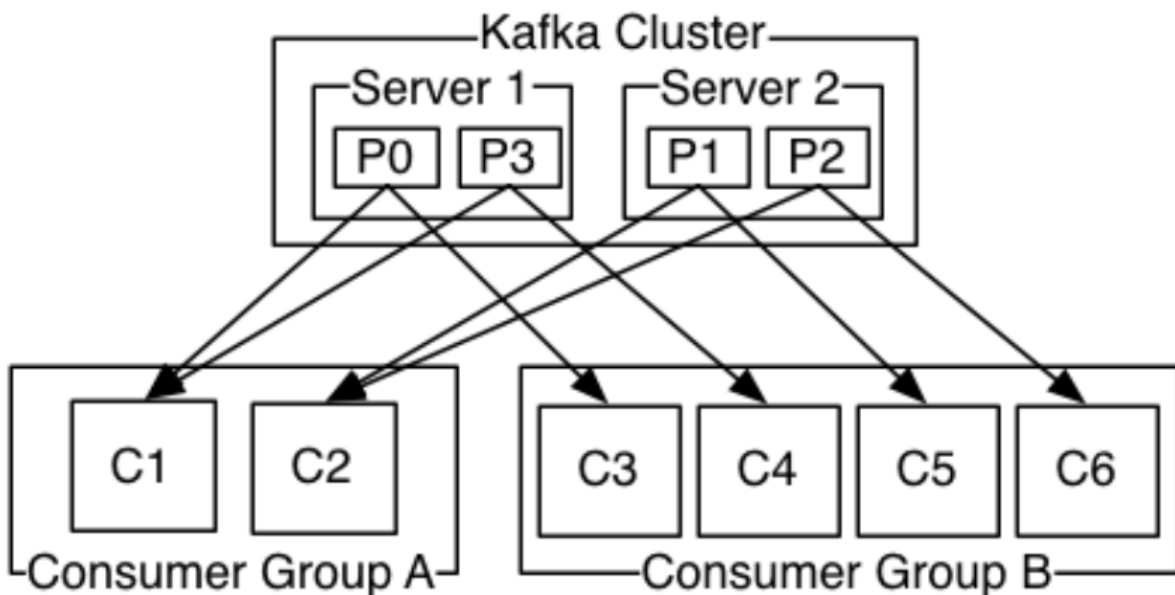 Kafka Cluster
Server 1 Server 2
P0 P3 P1 P2
C1 C2 C3 C4 C5 C6
Consumer Group A Consumer Group B